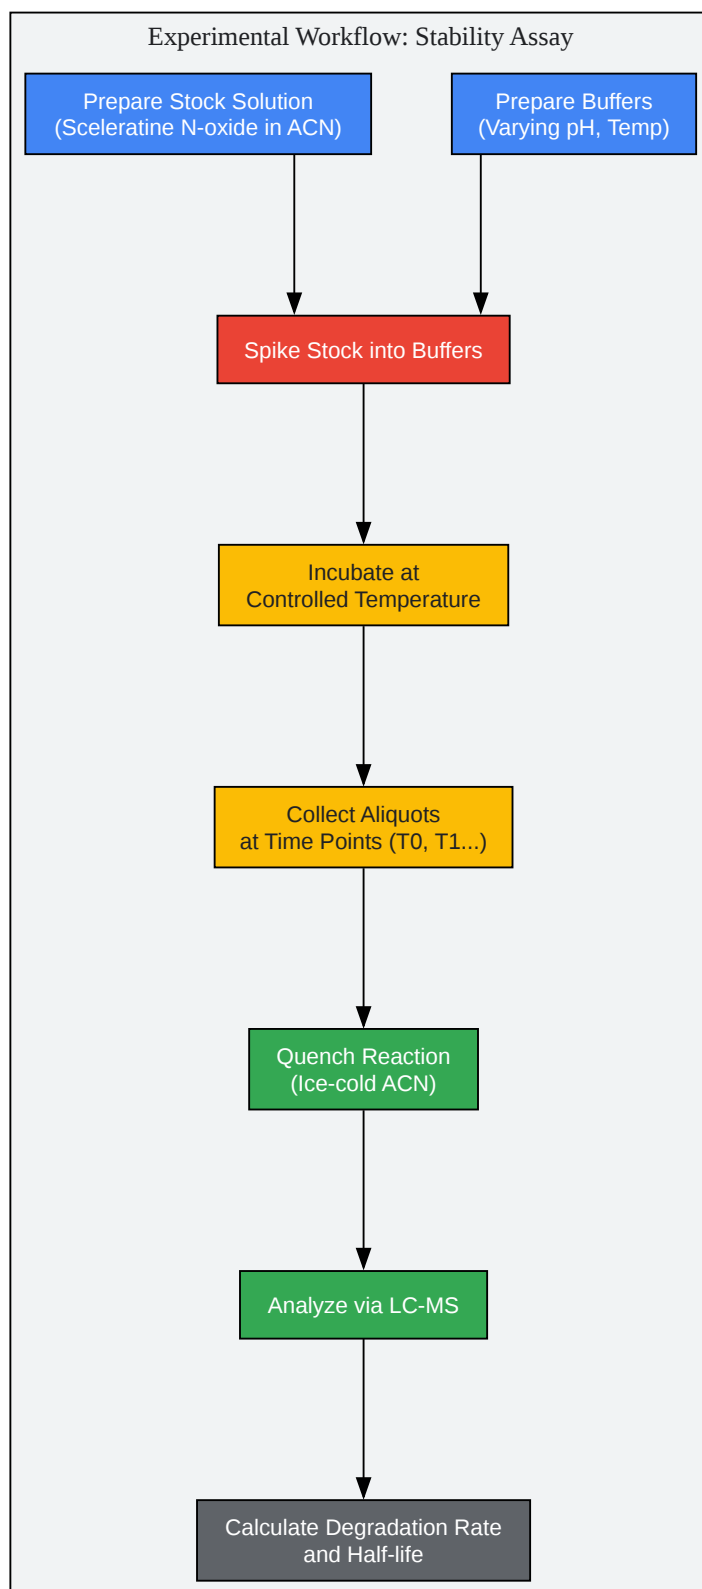 Experimental Workflow: Stability Assay
Prepare Stock Solution
(Sceleratine N-oxide in ACN)
Prepare Buffers
(Varying pH, Temp)
Spike Stock into Buffers
Incubate at
Controlled Temperature
Collect Aliquots
at Time Points (T0, T1...)
Quench Reaction
(Ice-cold ACN)
Analyze via LC-MS
Calculate Degradation Rate
and Half-life